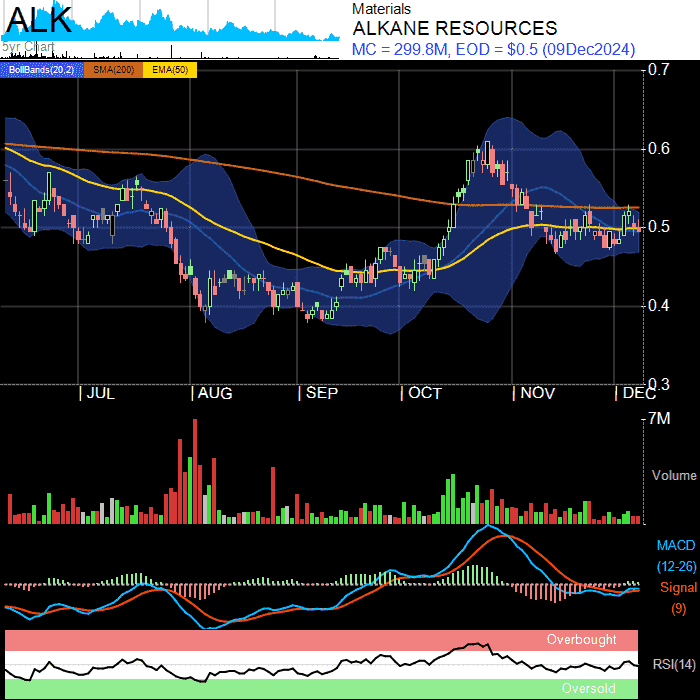 ALK
5yr Chart
Materials
ALKANE RESOURCES
MC = 299.8M, EOD = $0.5 (09Dec2024)
BollBands(20,2) SMA(200) EMA(50)
0.7
0.6
0.5
0.4
0.3
JUL AUG SEP OCT NOV DEC
7M
Volume
MACD
(12-26)
Signal
(9)
Overbought
RSI(14)
Oversold